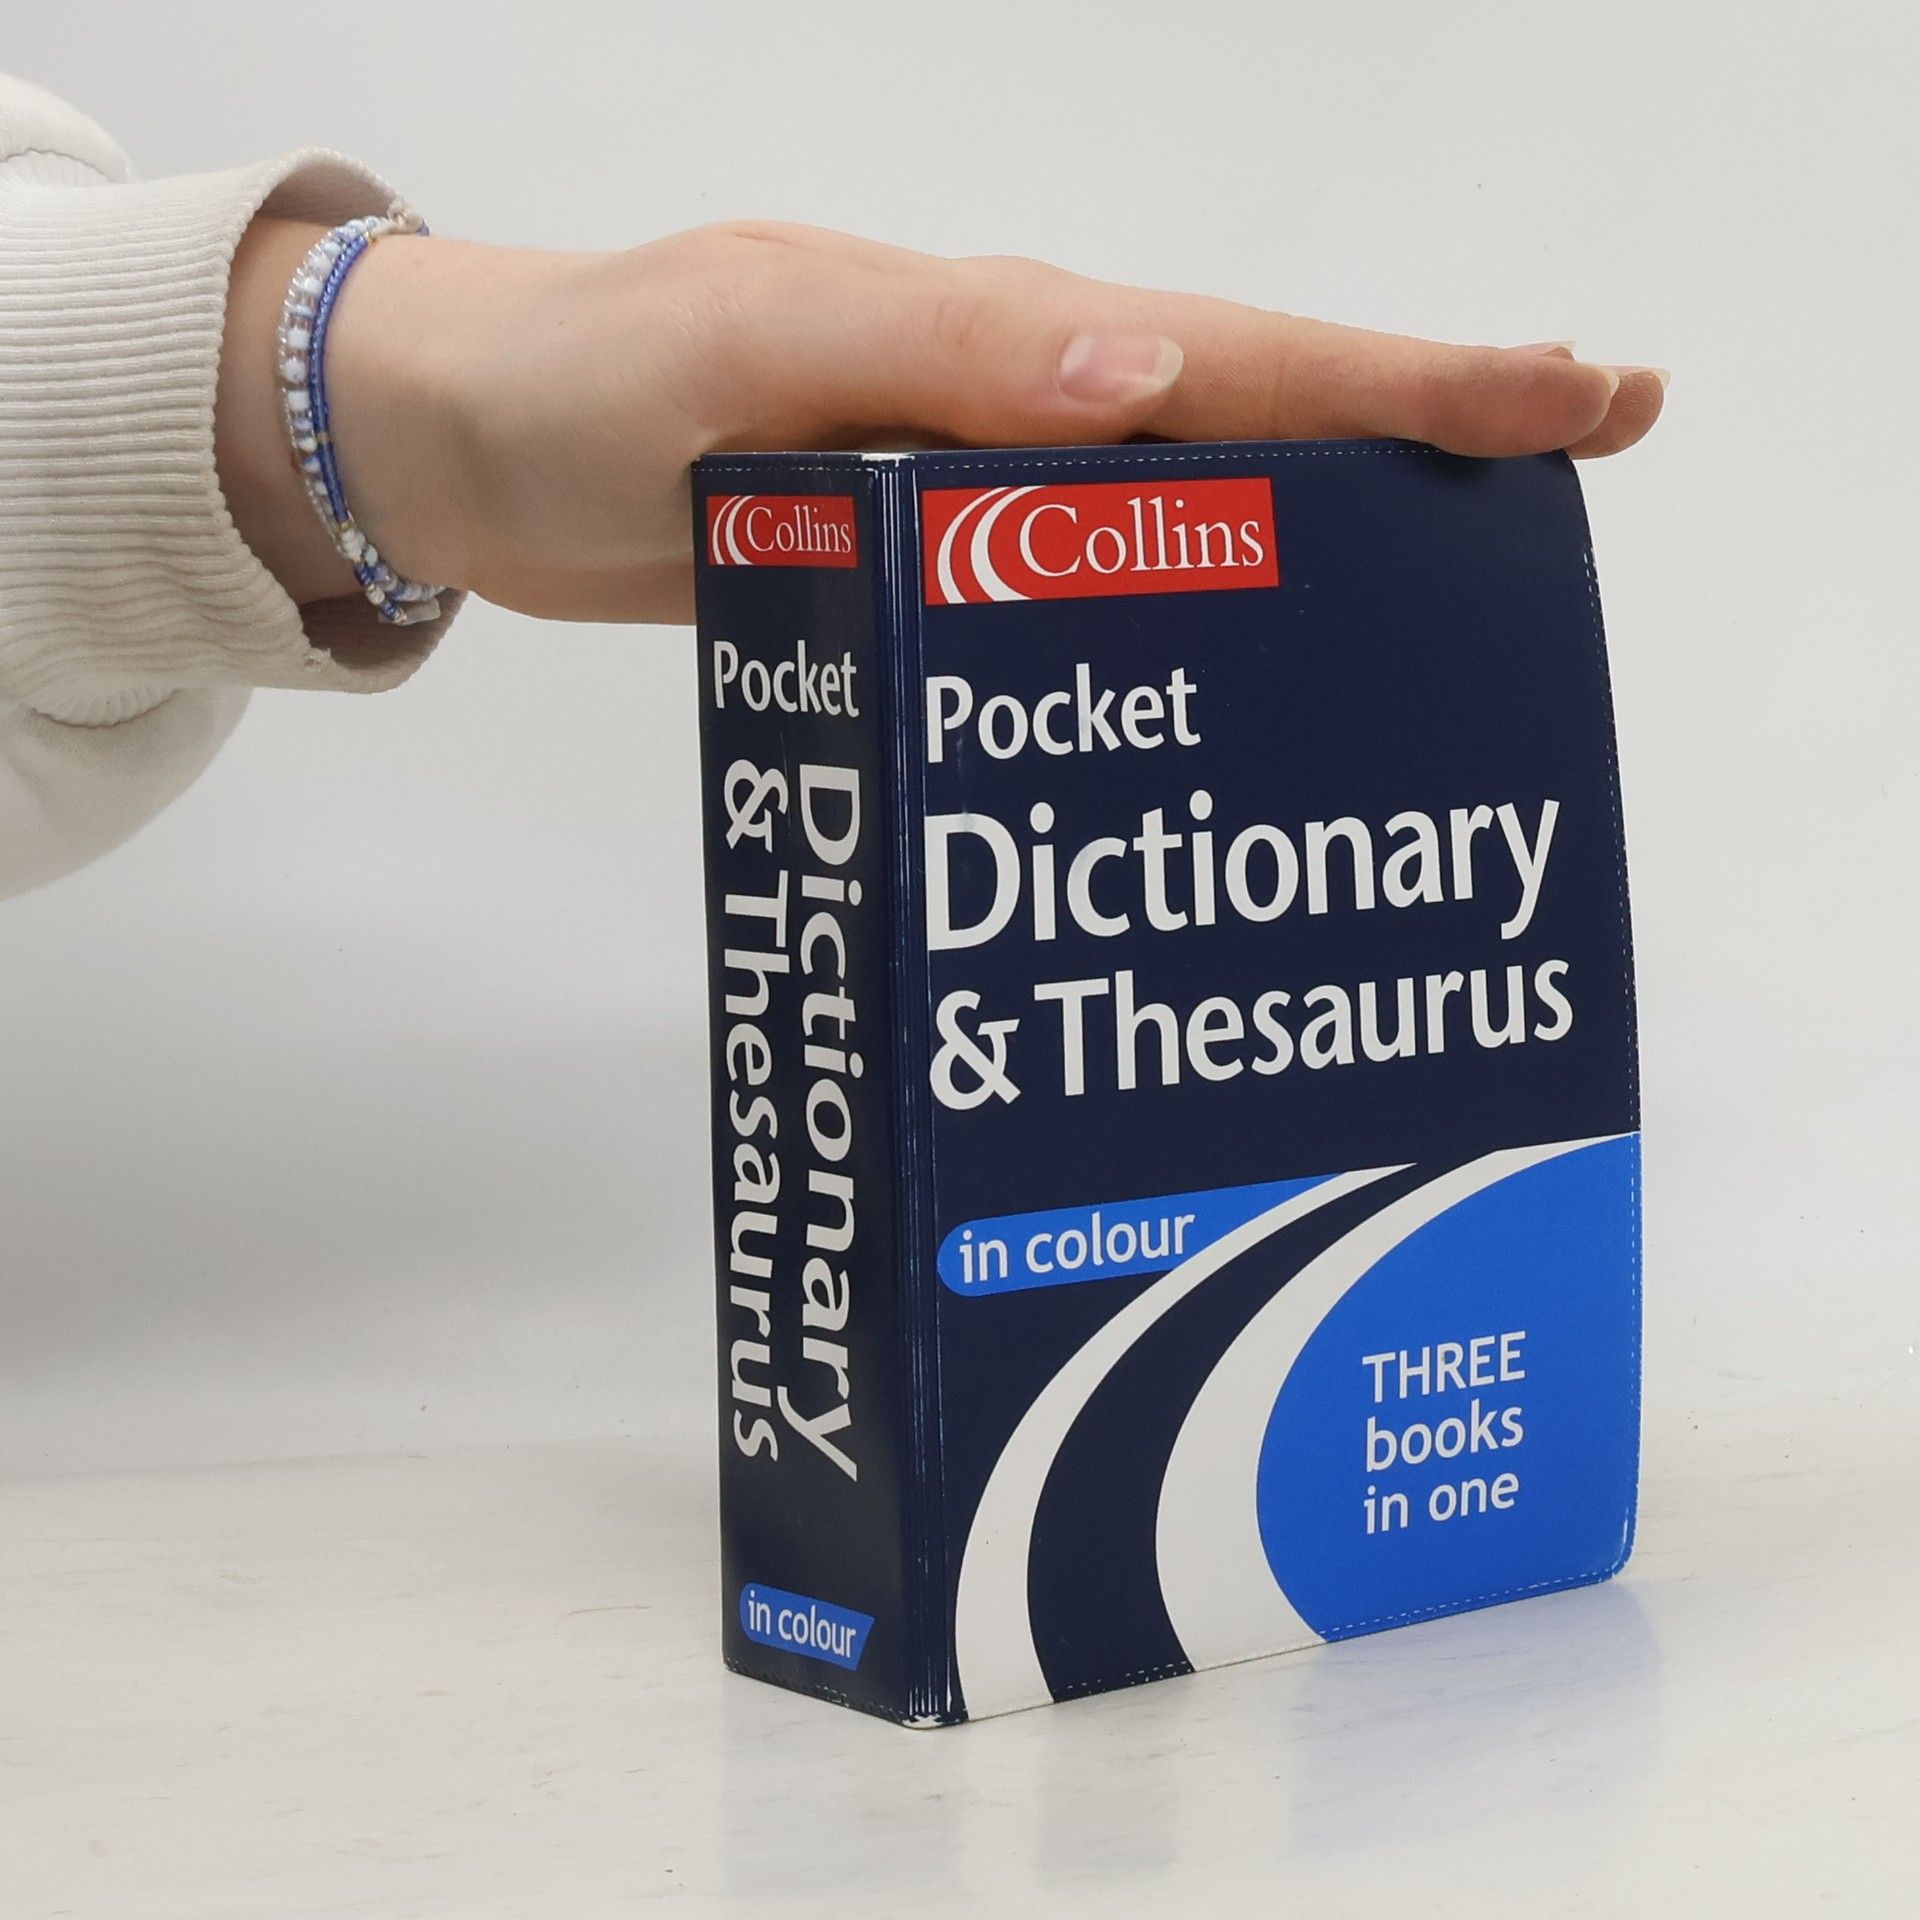 Collins
Pocket
Dictionary
& Thesaurus
in colour
Collins
Pocket
Dictionary
& Thesaurus
in colour
THREE
books
in one